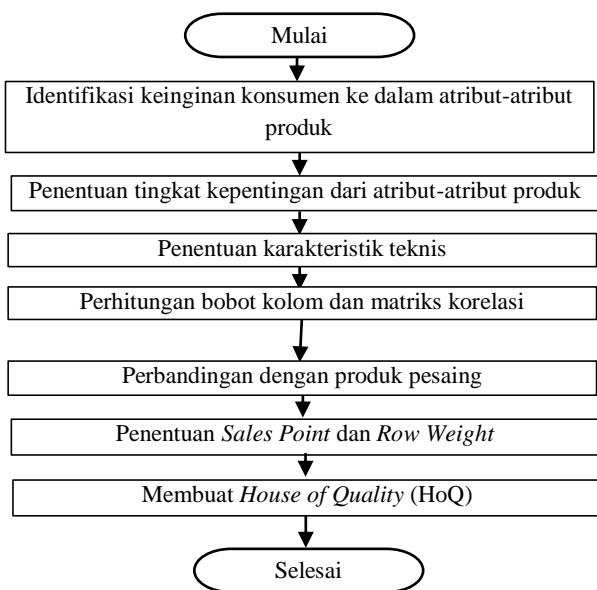 Mulai
Identifikasi keinginan konsumen ke dalam atribut-atribut
produk
Penentuan tingkat kepentingan dari atribut-atribut produk
Penentuan karakteristik teknis
Perhitungan bobot kolom dan matriks korelasi
Perbandingan dengan produk pesaing
Penentuan Sales Point dan Row Weight
Membuat House of Quality (HoQ)
Selesai